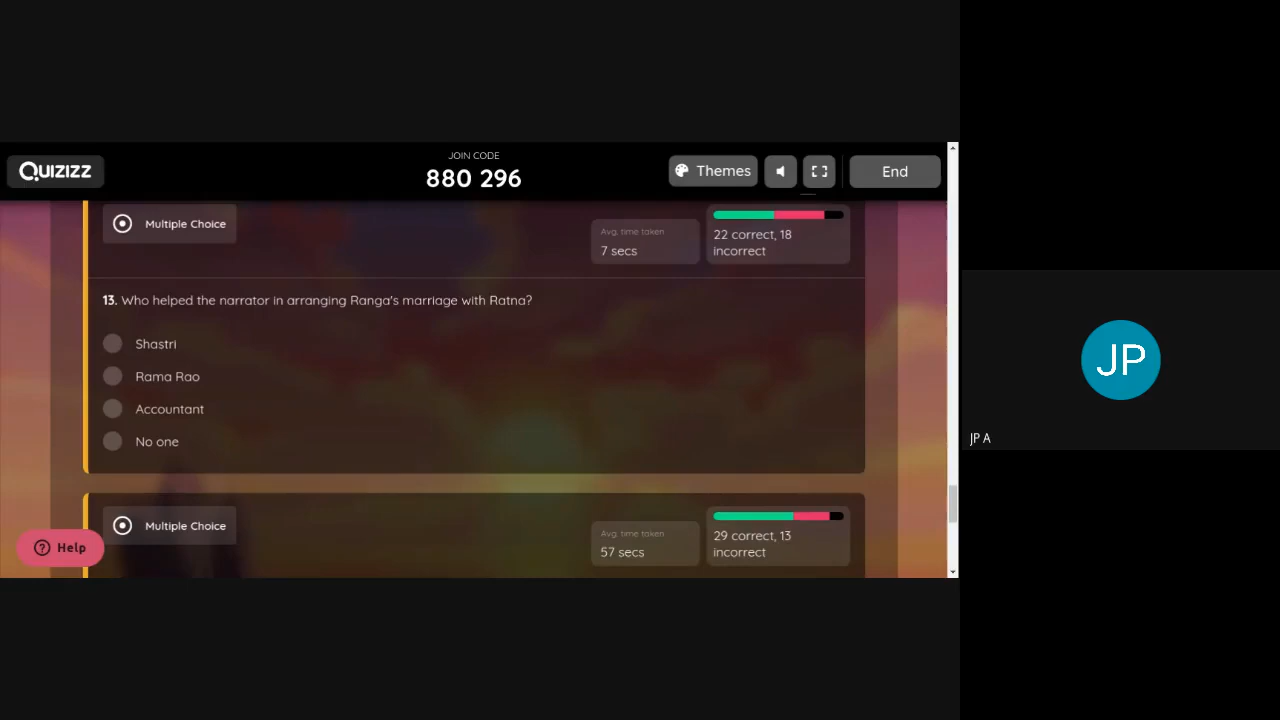 QUIZIZZ
JOIN CODE
880 296
Themes
End
Multiple Choice
Avg. time taken
7 secs
22 correct, 18
incorrect
13. Who helped the narrator in arranging Ranga's marriage with Ratna?
Shastri
Rama Rao
Accountant
No one
Multiple Choice
Avg. time taken
57 secs
29 correct, 13
incorrect
Help
JP
JP A